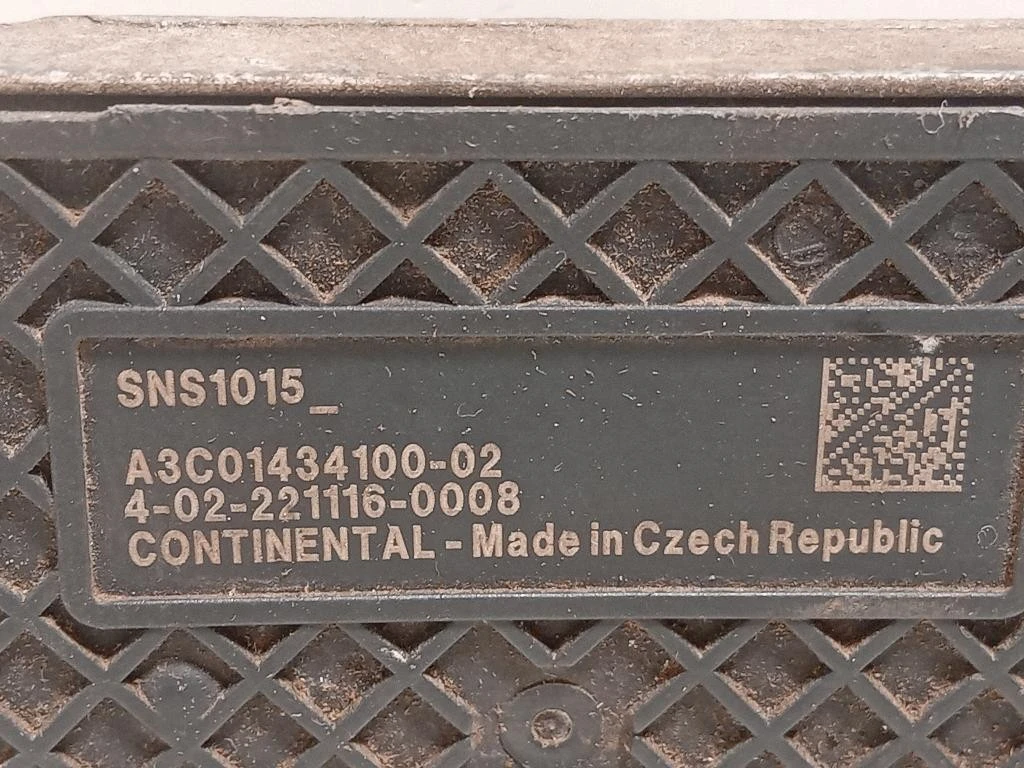 SNS1015_
A3C01434100-02
4-02-221116-0008
CONTINENTAL - Made in Czech Republic